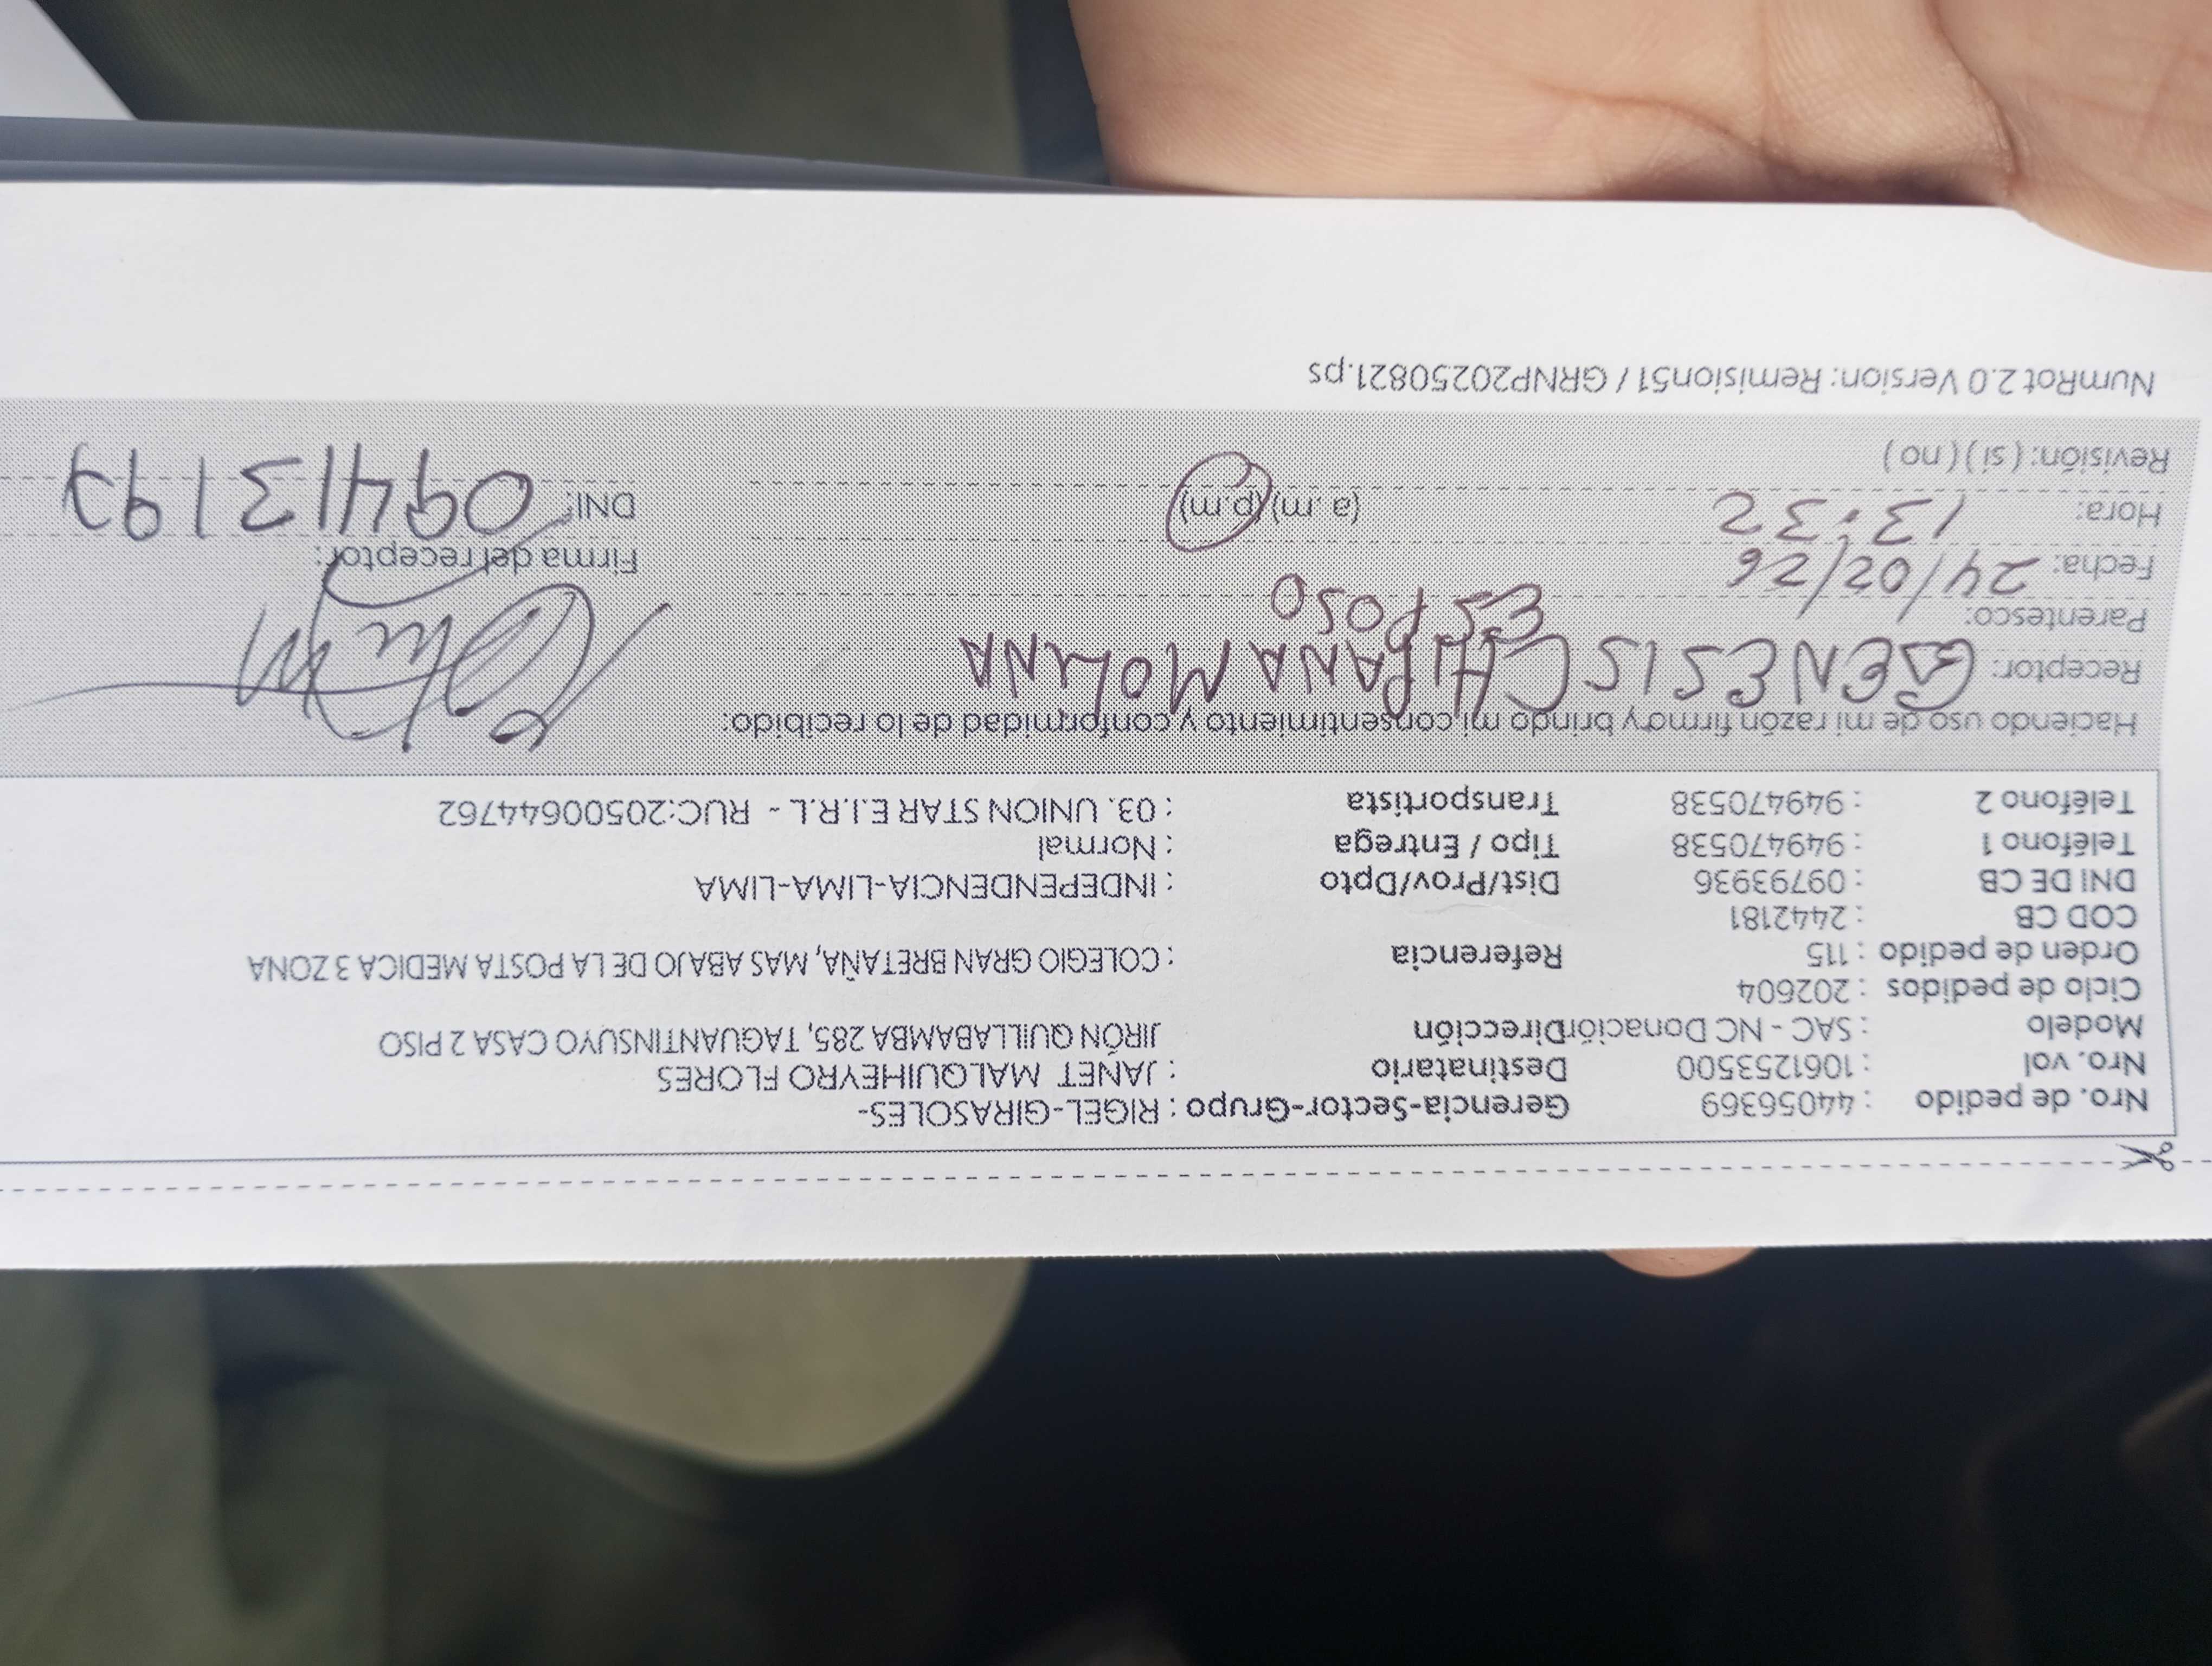 Nro. de pedido : 44056369 Gerencia-Sector-Grupo : RIGEL-GIRASOLES-
Nro. vol : 1061253500 Destinatario : JANET MALQUIHEYRO FLORES
Modelo : SAC - NC Donación Dirección JIRÓN QUILLABAMBA 285, TAGUANTINSUYO CASA 2 PISO
Ciclo de pedidos : 202604
Orden de pedido : 115 Referencia : COLEGIO GRAN BRETAÑA, MAS ABAJO DE LA POSTA MEDICA 3 ZONA
COD CB : 2442181
DNI DE CB : 09793936 Dist/Prov/Dpto : INDEPENDENCIA-LIMA-LIMA
Teléfono 1 : 949470538 Tipo / Entrega : Normal
Teléfono 2 : 949470538 Transportista : 03. UNION STAR E.I.R.L - RUC:20500644762
Haciendo uso de mi razón firmo y brindo mi consentimiento y conformidad de lo recibido:
Receptor: GENESIS CHIPANA MOLINA
Parentesco: ESPOSO
Fecha: 24/02/26 Firma del receptor:
Hora: 13:32 (a.m) (p.m) DNI: 09413193
Revisión: (si) (no)
NumRot 2.0 Version: Remision51 / GRNP20250821.ps